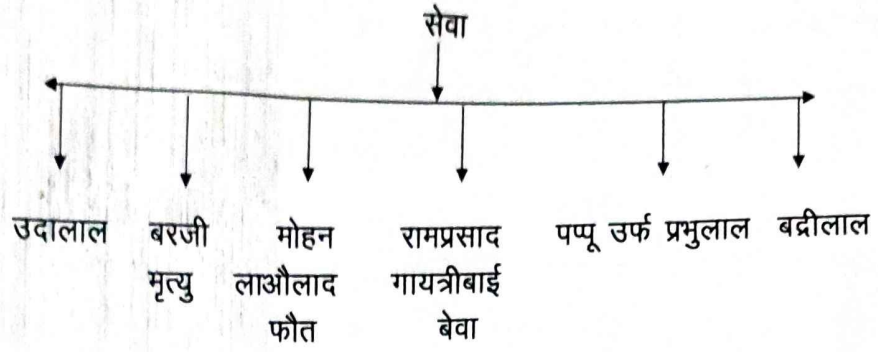 सेवा
उदालाल बरजी मोहन रामप्रसाद पप्पू उर्फ प्रभुलाल बद्रीलाल
मृत्यु लाऔलाद गायत्रीबाई
फौत बेवा